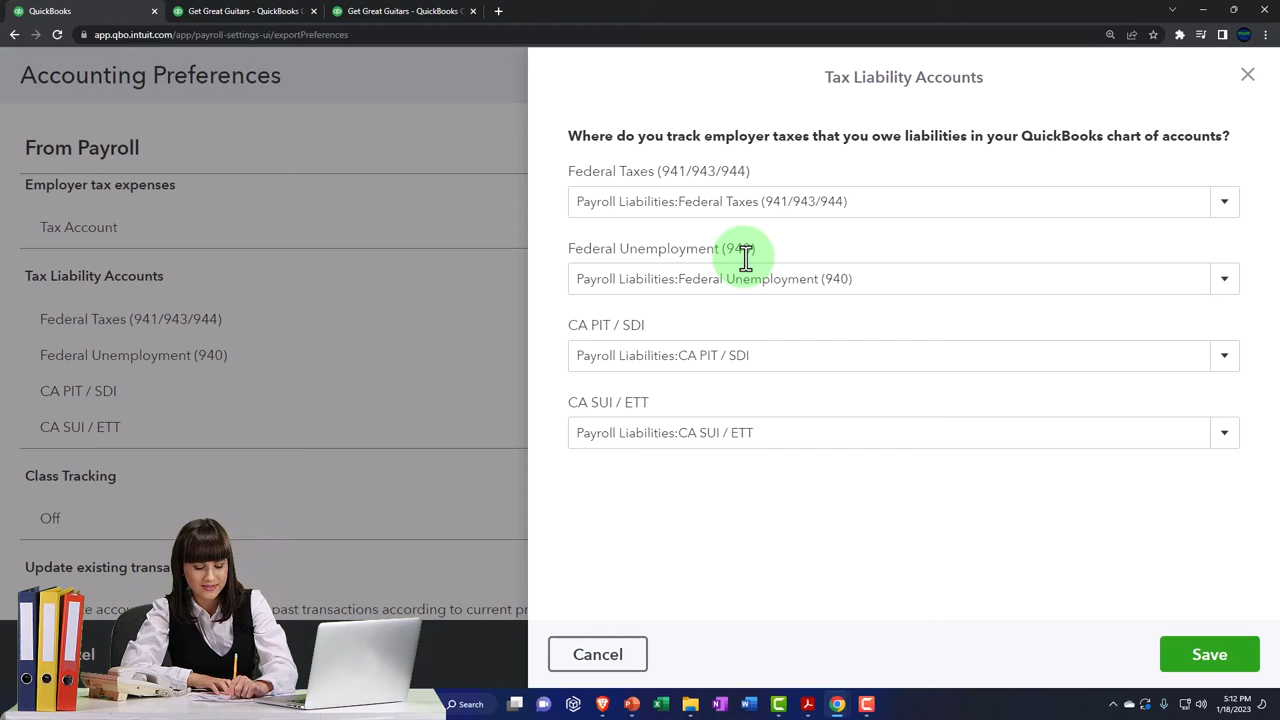 QuickBooks
Get Great Guitars - QuickBooks C
Get Great Guitars - QuickBooks C
app.qbo.intuit.com/app/payroll-settings-ui/exportPreferences
Accounting Preferences
From Payroll
Employer tax expenses
Tax Account
Tax Liability Accounts
Federal Taxes (941/943/944)
Federal Unemployment (940)
CA PIT / SDI
CA SUI / ETT
Class Tracking
Off
Update existing transa
past transactions according to current pr
Tax Liability Accounts
Where do you track employer taxes that you owe liabilities in your QuickBooks chart of accounts?
Federal Taxes (941/943/944)
Payroll Liabilities:Federal Taxes (941/943/944)
Federal Unemployment (940)
Payroll Liabilities:Federal Unemployment (940)
CA PIT / SDI
Payroll Liabilities:CA PIT / SDI
CA SUI / ETT
Payroll Liabilities:CA SUI / ETT
Cancel
Save
Search
5:12 PM
1/18/2023